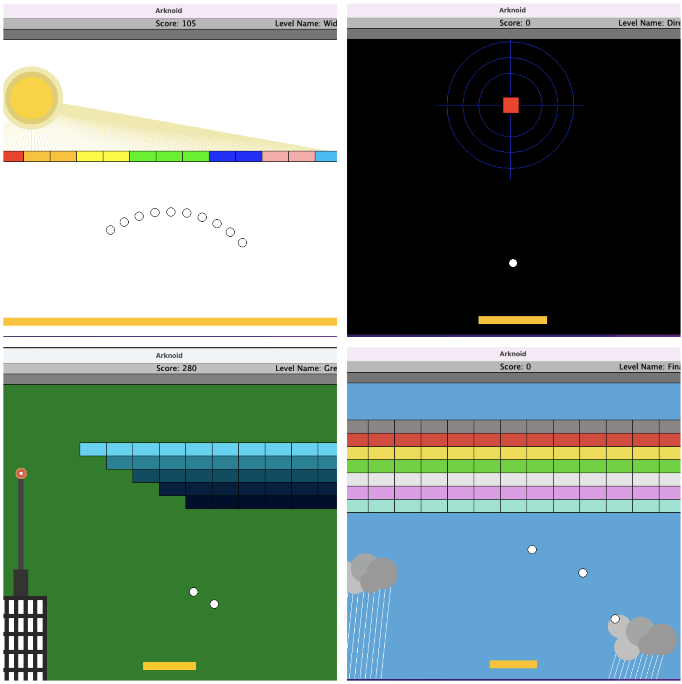 Arknoid
Score: 105 Level Name: Wid
Arknoid
Score: 0 Level Name: Dire
Arknoid
Score: 280 Level Name: Gre
Arknoid
Score: 0 Level Name: Fina